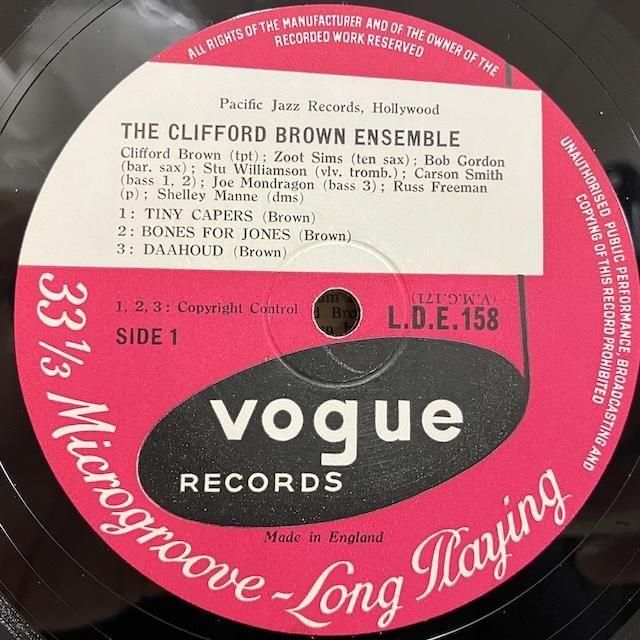 ALL RIGHTS OF THE MANUFACTURER AND OF THE OWNER OF THE
RECORDED WORK RESERVED
Pacific Jazz Records, Hollywood
THE CLIFFORD BROWN ENSEMBLE
Clifford Brown (tpt) ; Zoot Sims (ten sax) ; Bob Gordon
(bar. sax) ; Stu Williamson (vlv. tromb.) ; Carson Smith
(bass 1, 2) ; Joe Mondragon (bass 3) ; Russ Freeman
(p) ; Shelley Manne (dms)
1 : TINY CAPERS (Brown)
2 : BONES FOR JONES (Brown)
3 : DAAHOUD (Brown)
1, 2, 3 : Copyright Control
(V.M.G.171)
SIDE 1
L.D.E.158
vogue
RECORDS
Made in England
33 1/3 Microgroove - Long Playing
UNAUTHORISED PUBLIC PERFORMANCE, BROADCASTING AND
COPYING OF THIS RECORD PROHIBITED